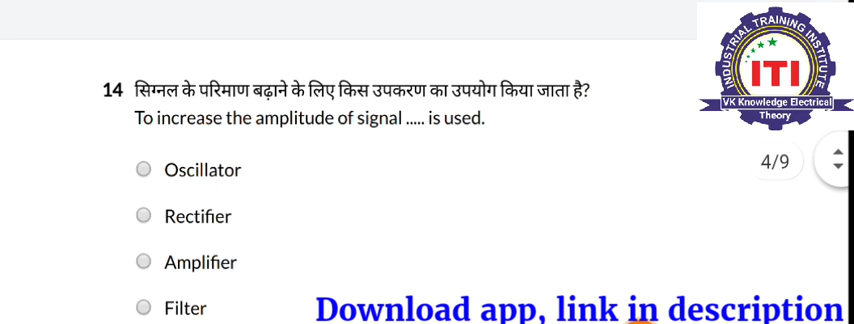 INDUSTRIAL TRAINING INSTITUTE
ITI
VK Knowledge Electrical
Theory
14 सिग्नल के परिमाण बढ़ाने के लिए किस उपकरण का उपयोग किया जाता है?
To increase the amplitude of signal ..... is used.
4/9
Oscillator
Rectifier
Amplifier
Filter
Download app, link in description